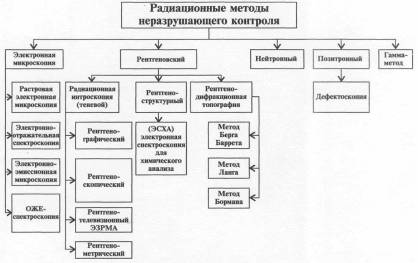 Радиационные методы
неразрушающего контроля
Электронная
микроскопия
Рентгеновский
Нейтронный
Позитронный
Гамма-
метод
Растровая
электронная
микроскопия
Радиационная
интроскопия
(теневой)
Рентгено-
структурный
Рентгено-
дифракционная
топография
Дефектоскопия
Электронно-
отражательная
спектроскопия
Рентгено-
графический
(ЭСХА)
электронная
спектроскопия
для
химического
анализа
Метод
Берга
Баррета
Электронно-
эмиссионная
микроскопия
Рентгено-
скопический
Метод
Ланга
ОЖЕ-
спектроскопия
Рентгено-
телевизионный
ЭЗРМА
Метод
Бормана
Рентгено-
метрический